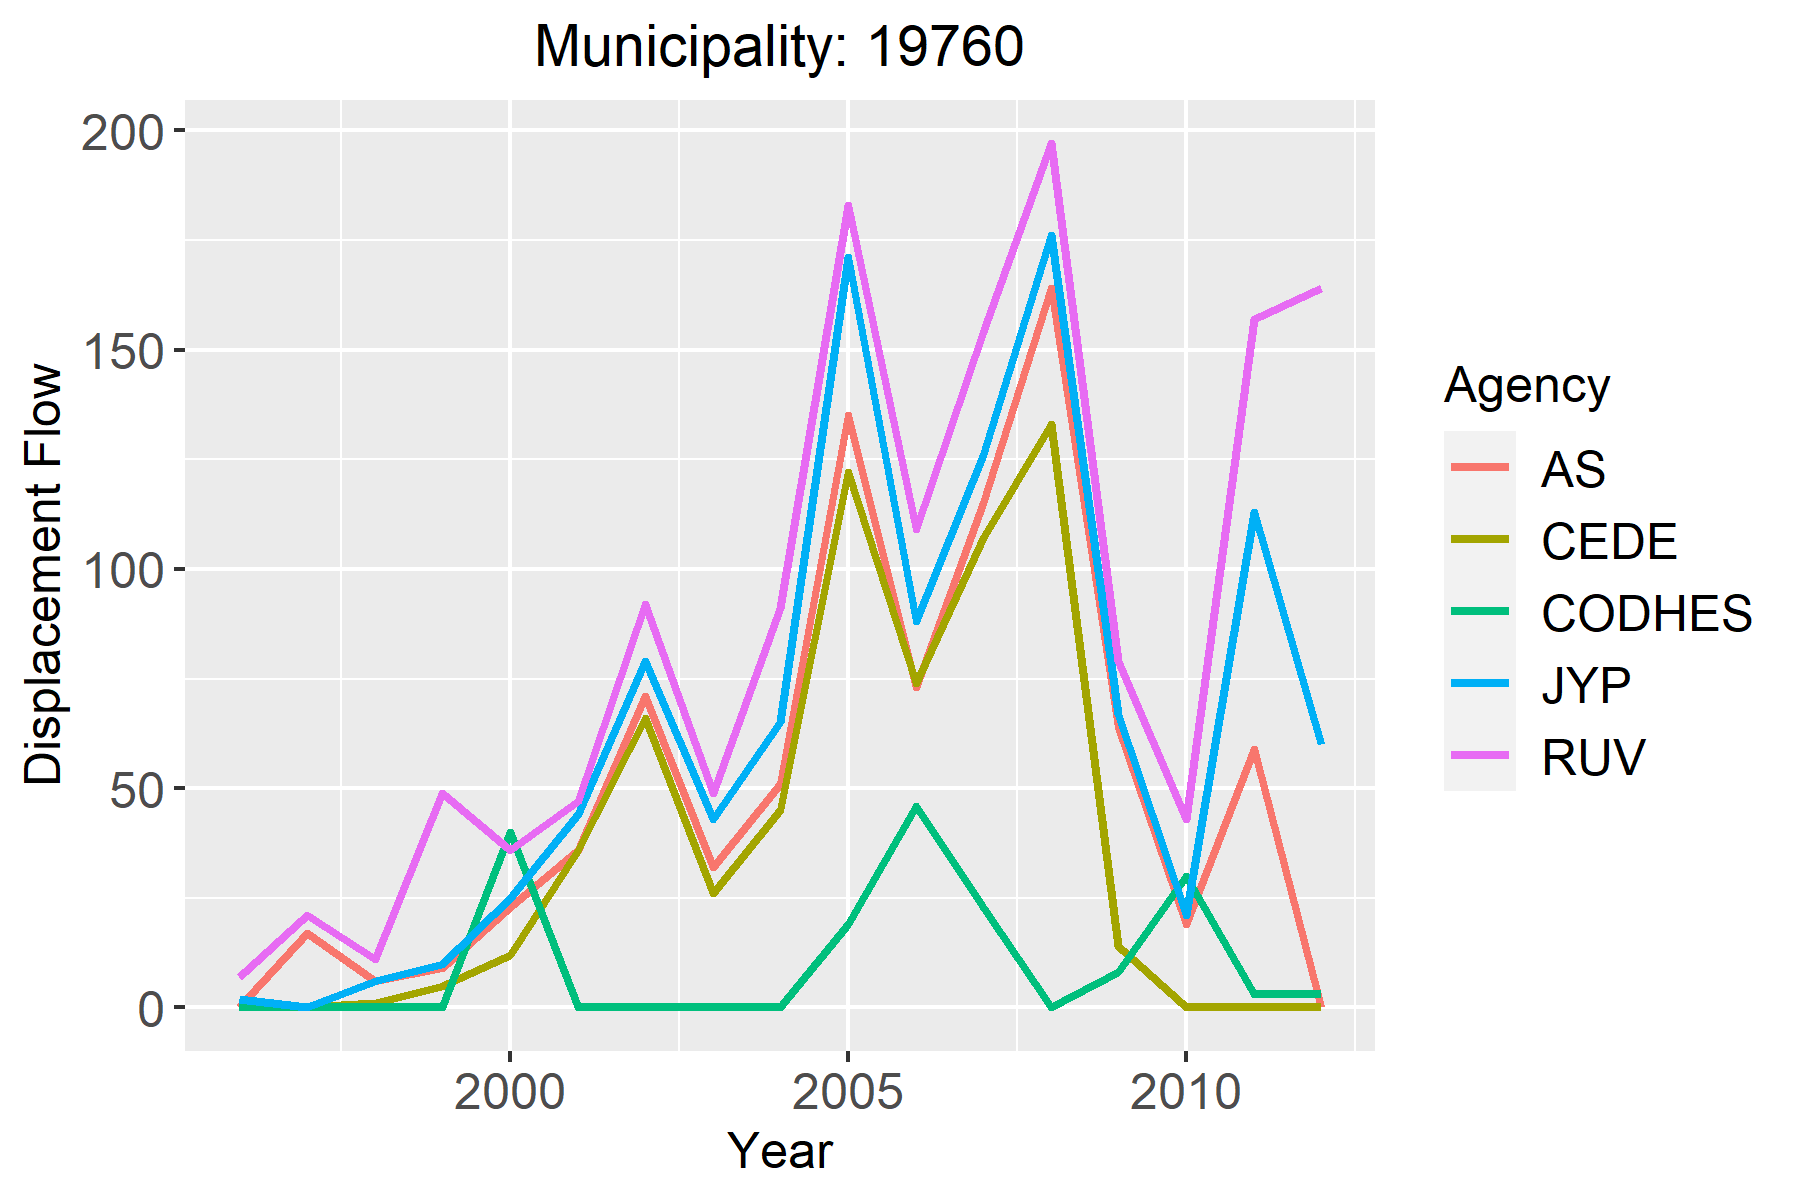 Municipality: 19760
200
150
100
50
0
Displacement Flow
2000
2005
2010
Year
Agency
AS
CEDE
CODHES
JYP
RUV